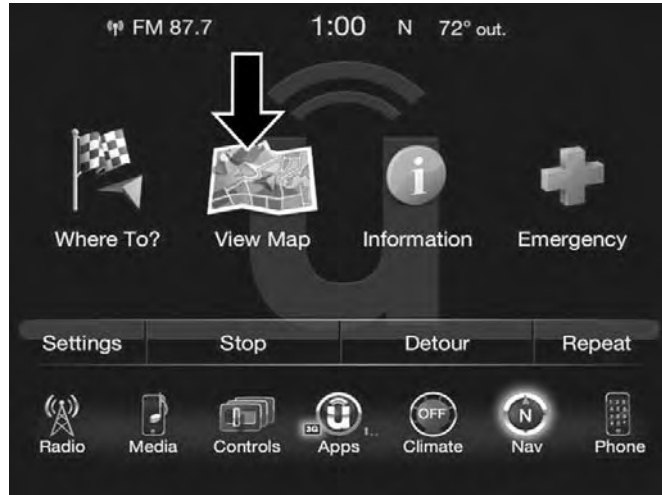 FM 87.7 1:00 N 72° out.
Where To? View Map Information Emergency
Settings Stop Detour Repeat
OFF N
3G 1..
Radio Media Controls Apps Climate Nav Phone